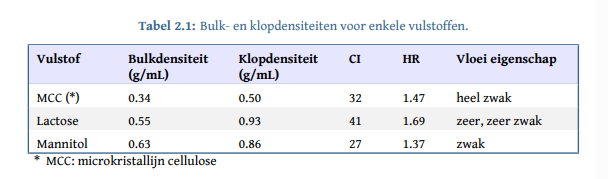 Tabel 2.1: Bulk- en klopdensiteiten voor enkele vulstoffen.
Vulstof Bulkdensiteit (g/mL) Klopdensiteit (g/mL) CI HR Vloei eigenschap
MCC (*) 0.34 0.50 32 1.47 heel zwak
Lactose 0.55 0.93 41 1.69 zeer, zeer zwak
Mannitol 0.63 0.86 27 1.37 zwak
* MCC: microkristallijn cellulose